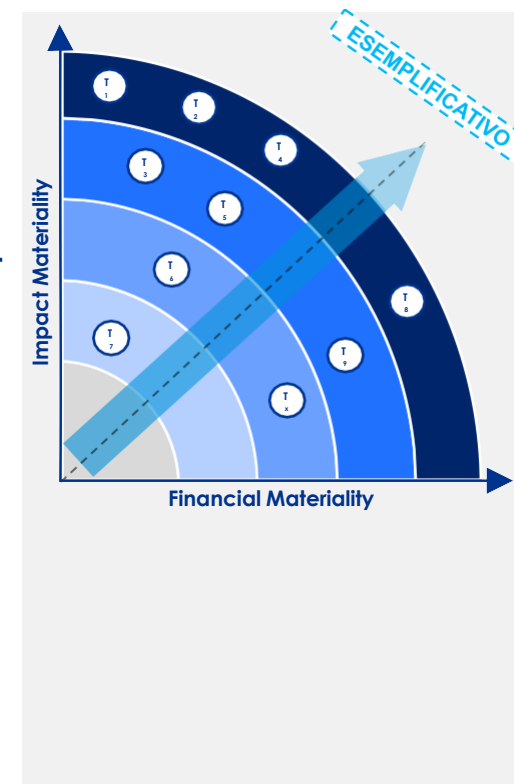 ESEMPLIFICATIVO
T
1
T
2
T
4
T
3
T
5
T
6
T
8
T
7
T
9
T
x
Impact Materiality
Financial Materiality